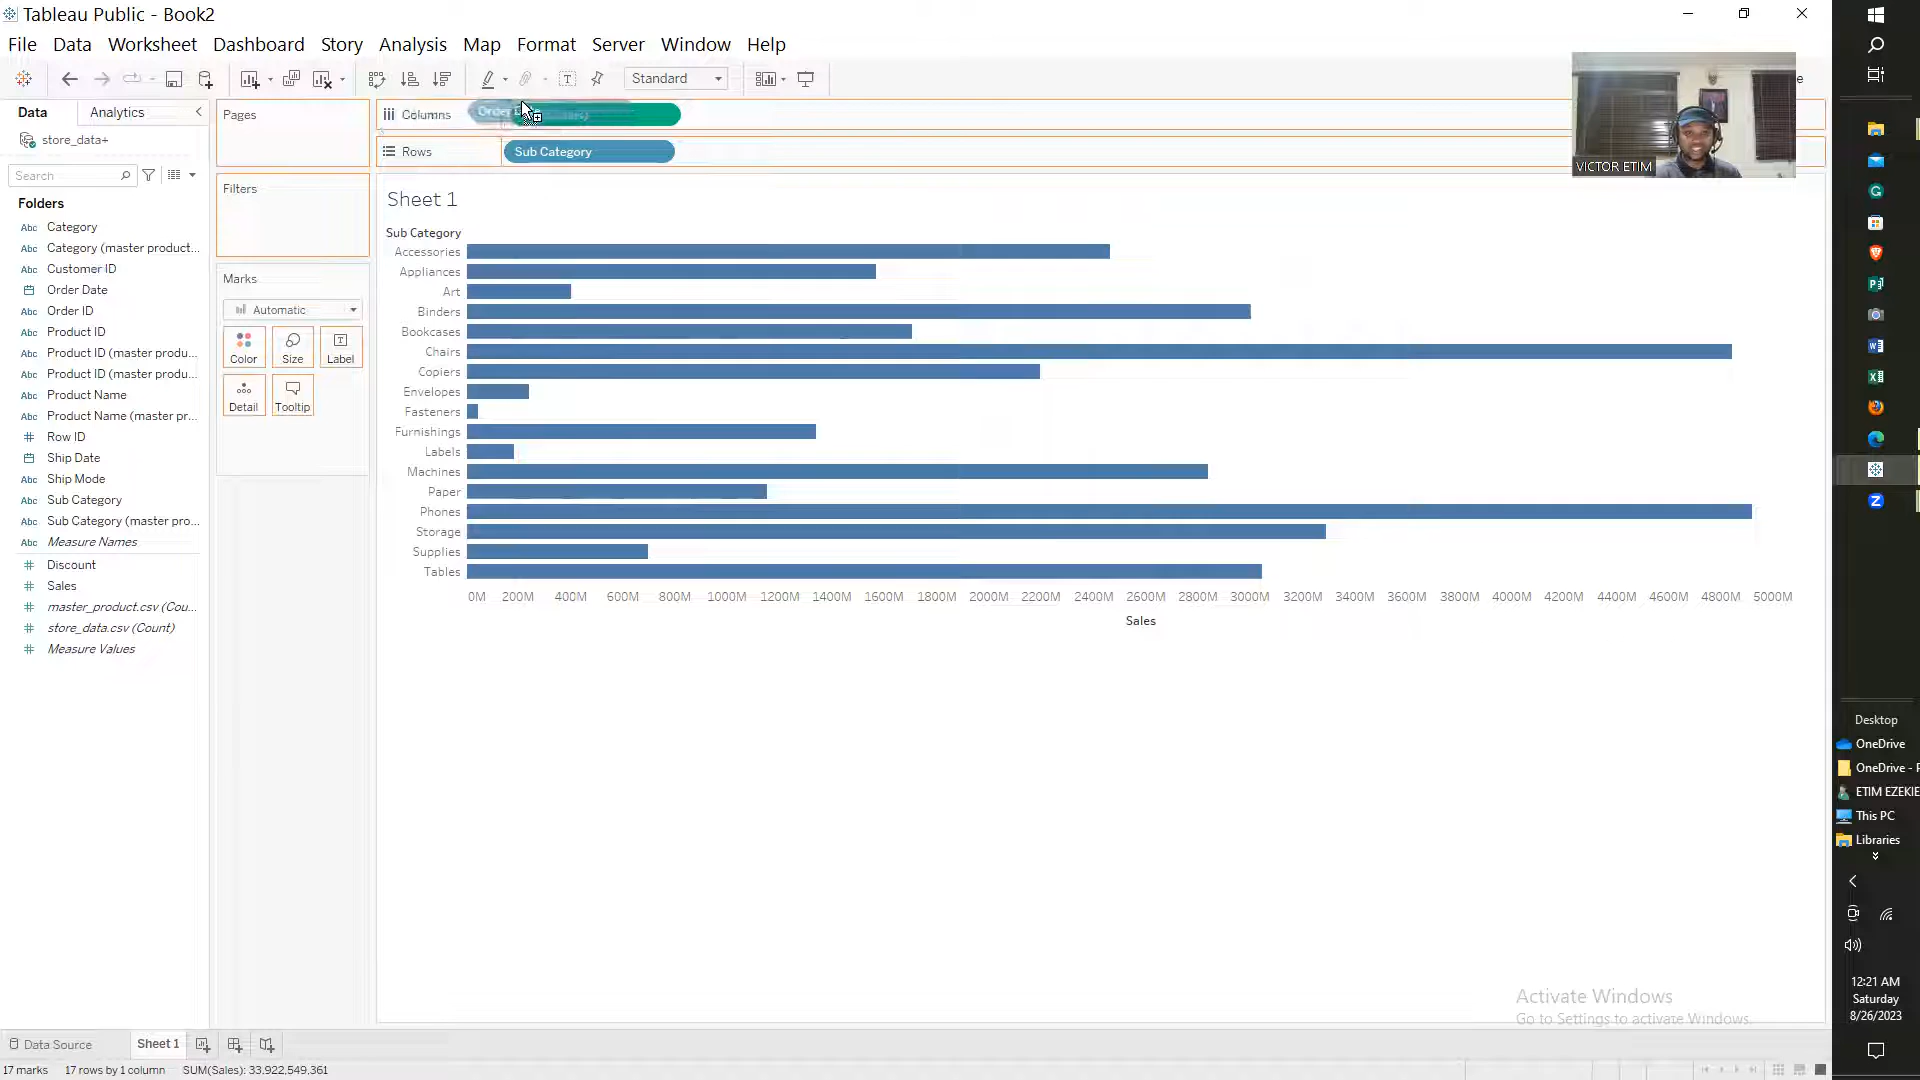 Tableau Public - Book2
File Data Worksheet Dashboard Story Analysis Map Format Server Window Help
Standard
Data Analytics
store_data+
Search
Folders
Category
Category (master product...
Customer ID
Order Date
Order ID
Product ID
Product ID (master produ...
Product ID (master produ...
Product Name
Product Name (master pr...
Row ID
Ship Date
Ship Mode
Sub Category
Sub Category (master pro...
Measure Names
Discount
Sales
master_product.csv (Cou...
store_data.csv (Count)
Measure Values
Pages
Filters
Marks
Automatic
Color Size Label
Detail Tooltip
Columns
Order
Rows Sub Category
Sheet 1
Sub Category
Accessories
Appliances
Art
Binders
Bookcases
Chairs
Copiers
Envelopes
Fasteners
Furnishings
Labels
Machines
Paper
Phones
Storage
Supplies
Tables
0M 200M 400M 600M 800M 1000M 1200M 1400M 1600M 1800M 2000M 2200M 2400M 2600M 2800M 3000M 3200M 3400M 3600M 3800M 4000M 4200M 4400M 4600M 4800M 5000M
Sales
VICTOR ETIM
Activate Windows
Go to Settings to activate Windows.
Data Source Sheet 1
17 marks 17 rows by 1 column SUM(Sales): 33,922,549,361
Desktop
OneDrive
OneDrive - P
ETIM EZEKIE
This PC
Libraries
12:21 AM
Saturday
8/26/2023